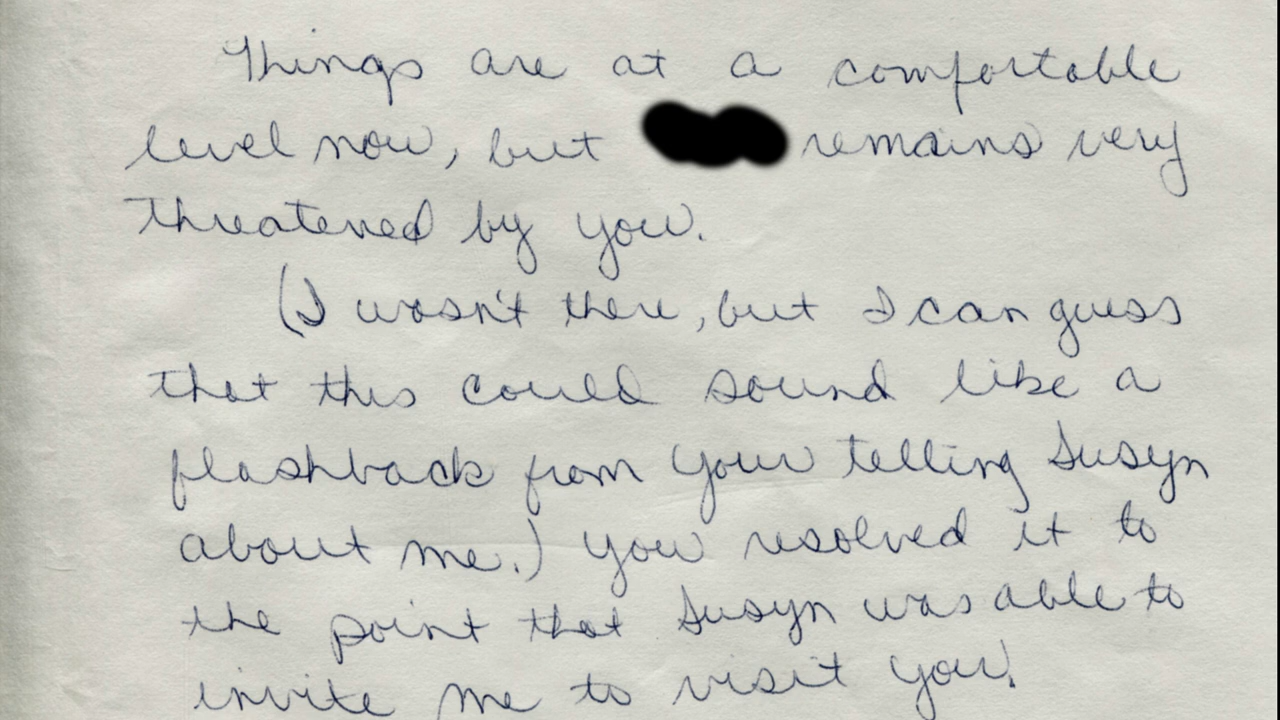 Things are at a comfortable
level now, but remains very
threatened by you.
(I wasn't there, but I can guess
that this could sound like a
flashback from your telling Susyn
about me.) You resolved it to
the point that Susyn was able to
invite me to visit you!